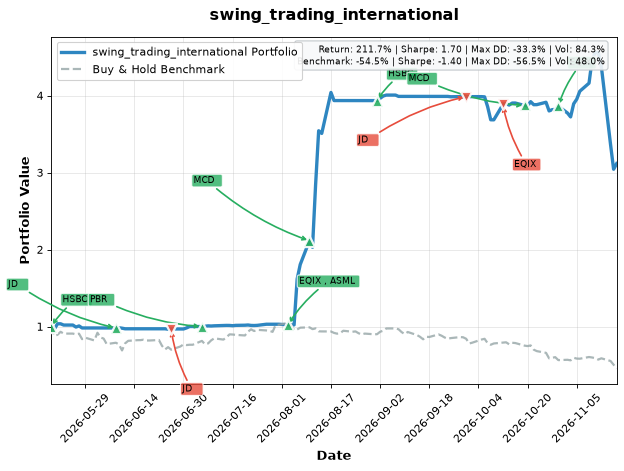 swing_trading_international
swing_trading_international Portfolio
Buy & Hold Benchmark
Return: 211.7% | Sharpe: 1.70 | Max DD: -33.3% | Vol: 84.3%
Benchmark: -54.5% | Sharpe: -1.40 | Max DD: -56.5% | Vol: 48.0%
HSBC
MCD
JD
EQIX
MCD
EQIX , ASML
JD
HSBC
PBR
JD
4
3
2
1
Portfolio Value
2026-05-29
2026-06-14
2026-06-30
2026-07-16
2026-08-01
2026-08-17
2026-09-02
2026-09-18
2026-10-04
2026-10-20
2026-11-05
Date